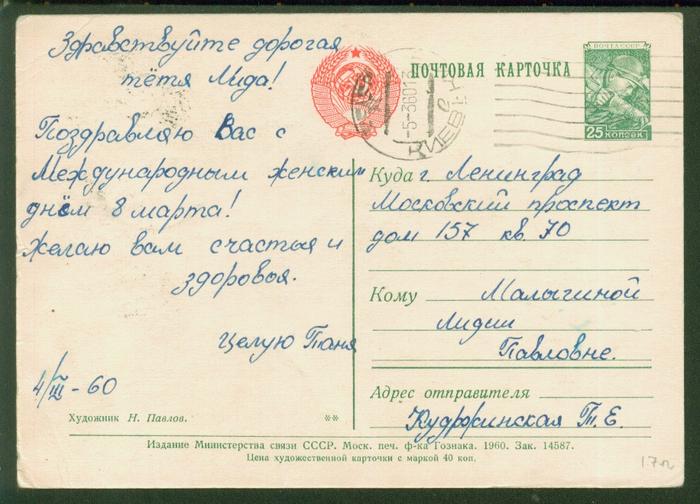 Здравствуйте дорогая
тётя Лида!
Поздравляю Вас с
Международным женским
днём 8 марта!
Желаю вам счастья и
здоровья.
Целую Таня
4/III - 60
Художник Н. Павлов.
**
ПОЧТОВАЯ КАРТОЧКА
ПОЧТА СССР
25 КОПЕЕК
КИЕВ
-5-360
Куда г. Ленинград
Московский проспект
дом 157 кв. 70
Кому Малыгиной
Лидии
Павловне.
Адрес отправителя
Т. Е.
Издание Министерства связи СССР. Моск. печ. ф-ка Гознака. 1960. Зак. 14587.
Цена художественной карточки с маркой 40 коп.